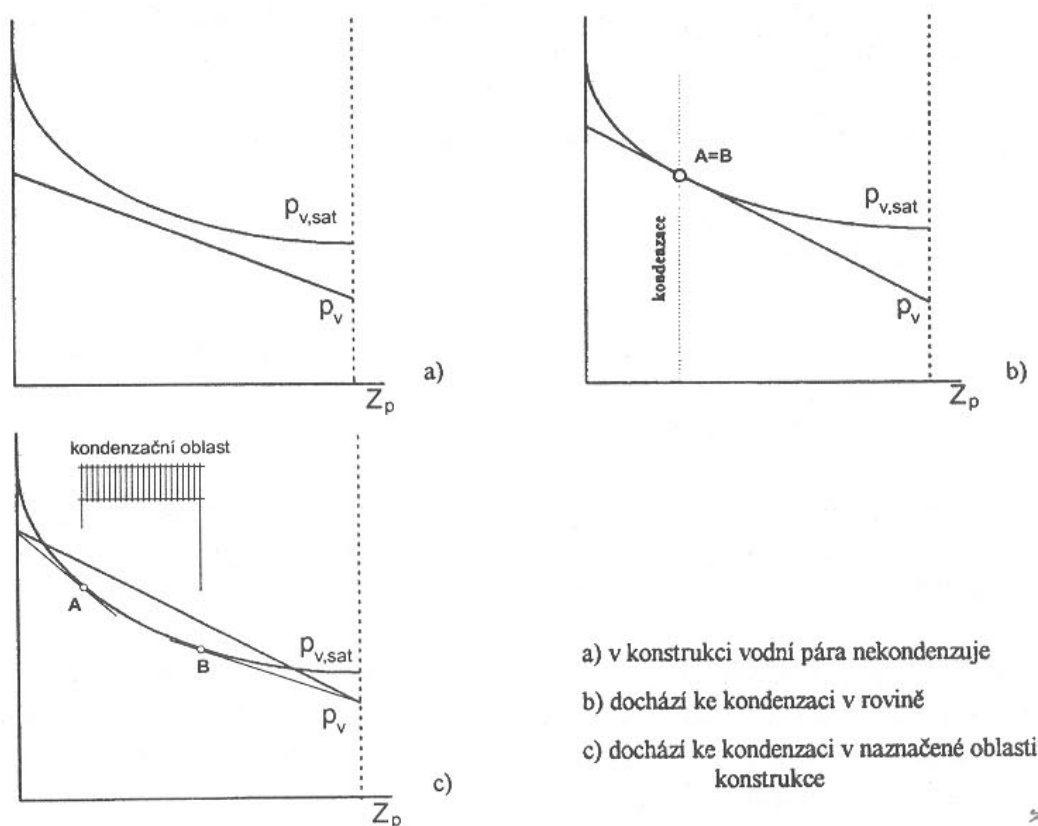 p_v,sat
p_v
a)
Z_p
A=B
kondenzace
p_v,sat
p_v
b)
Z_p
kondenzační oblast
A
B
p_v,sat
p_v
c)
Z_p
a) v konstrukci vodní pára nekondenzuje
b) dochází ke kondenzaci v rovině
c) dochází ke kondenzaci v naznačené oblasti
konstrukce